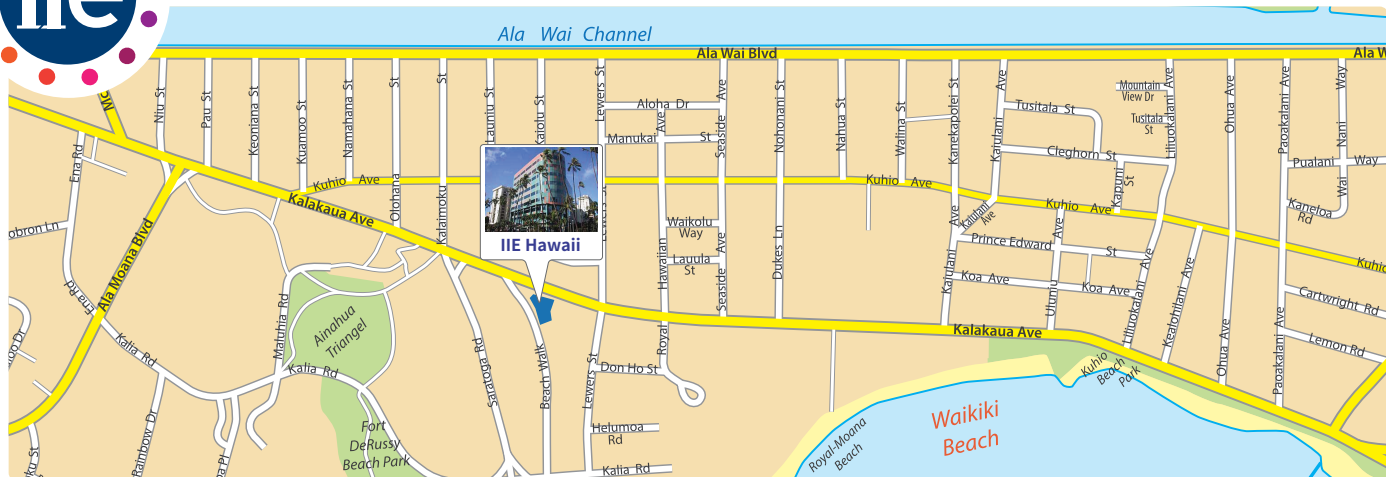 IIE
Ala Wai Channel
Ala Wai Blvd
Ala W
Niu St
Pau St
Keoniana St
Kuamoo St
Namahana St
Olohana
St
Kalaimoku
St
Launiu St
Kaiolu St
Lewers St
Aloha Dr
Manukai
St
Ave
Seaside Ave
Nohonani St
Nahua St
Walina St
Kanekapolei St
Kaiulani
Ave
Tusitala St
Mountain
View Dr
Tusitala
St
Cleghorn St
Kapuni
St
Liliuokalani Ave
Ohua Ave
Paoakalani Ave
Pualani Way
Wai Nani Way
Kaneloa
Rd
Ena Rd
Kalakaua Ave
Kuhio Ave
Kuhio Ave
Kuhio Ave
Kuhio
IIE Hawaii
Waikolu
Way
Lauula
St
Hawaiian
Seaside Ave
Dukes Ln
Kaiulani
Ave
Kaiulani
Ave
Prince Edward
St
Koa Ave
Koa Ave
Uluniu
Ave
Liliuokalani Ave
Kealohilani Ave
Ohua Ave
Paoakalani Ave
Cartwright Rd
Lemon Rd
obron Ln
Ala Moana Blvd
Ena Rd
Kalia Rd
Maluhia Rd
Ainahua
Triangel
Kalia Rd
Fort
DeRussy
Beach Park
Rainbow Dr
Saratoga Rd
Beach Walk
Lewers St
Royal
Don Ho St
Helumoa
Rd
Kalia Rd
Kalakaua Ave
Kuhio
Beach
Park
Royal-Moana
Beach
Waikiki
Beach